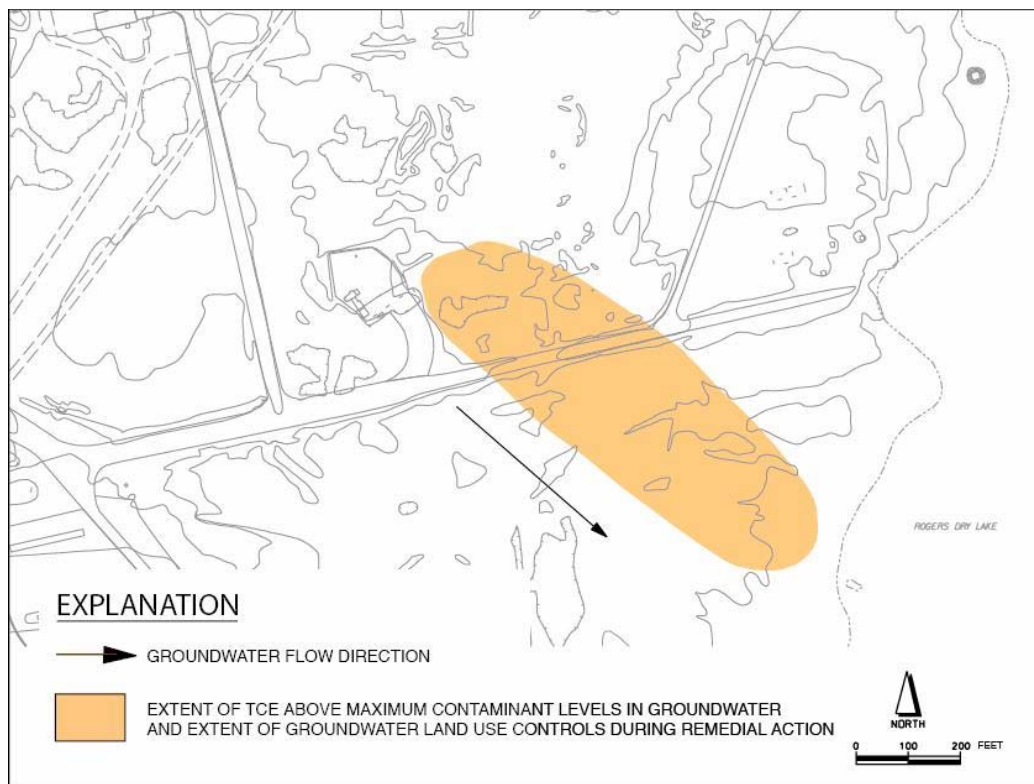 ROGERS DRY LAKE
EXPLANATION
GROUNDWATER FLOW DIRECTION
EXTENT OF TCE ABOVE MAXIMUM CONTAMINANT LEVELS IN GROUNDWATER
AND EXTENT OF GROUNDWATER LAND USE CONTROLS DURING REMEDIAL ACTION
NORTH
0 100 200 FEET